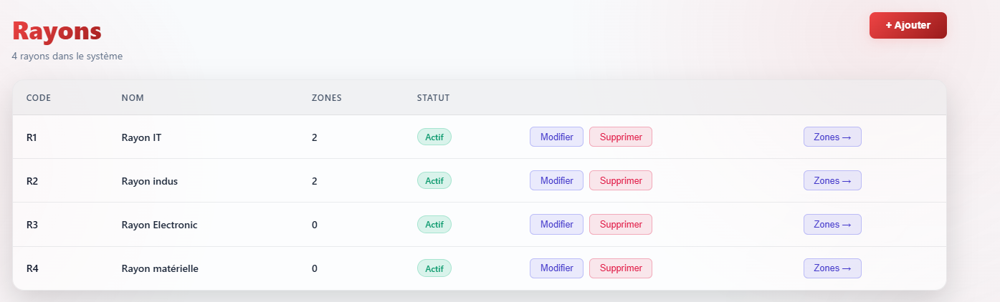 Rayons
+ Ajouter
4 rayons dans le système
CODE NOM ZONES STATUT
R1 Rayon IT 2 Actif Modifier Supprimer Zones →
R2 Rayon indus 2 Actif Modifier Supprimer Zones →
R3 Rayon Electronic 0 Actif Modifier Supprimer Zones →
R4 Rayon matérielle 0 Actif Modifier Supprimer Zones →